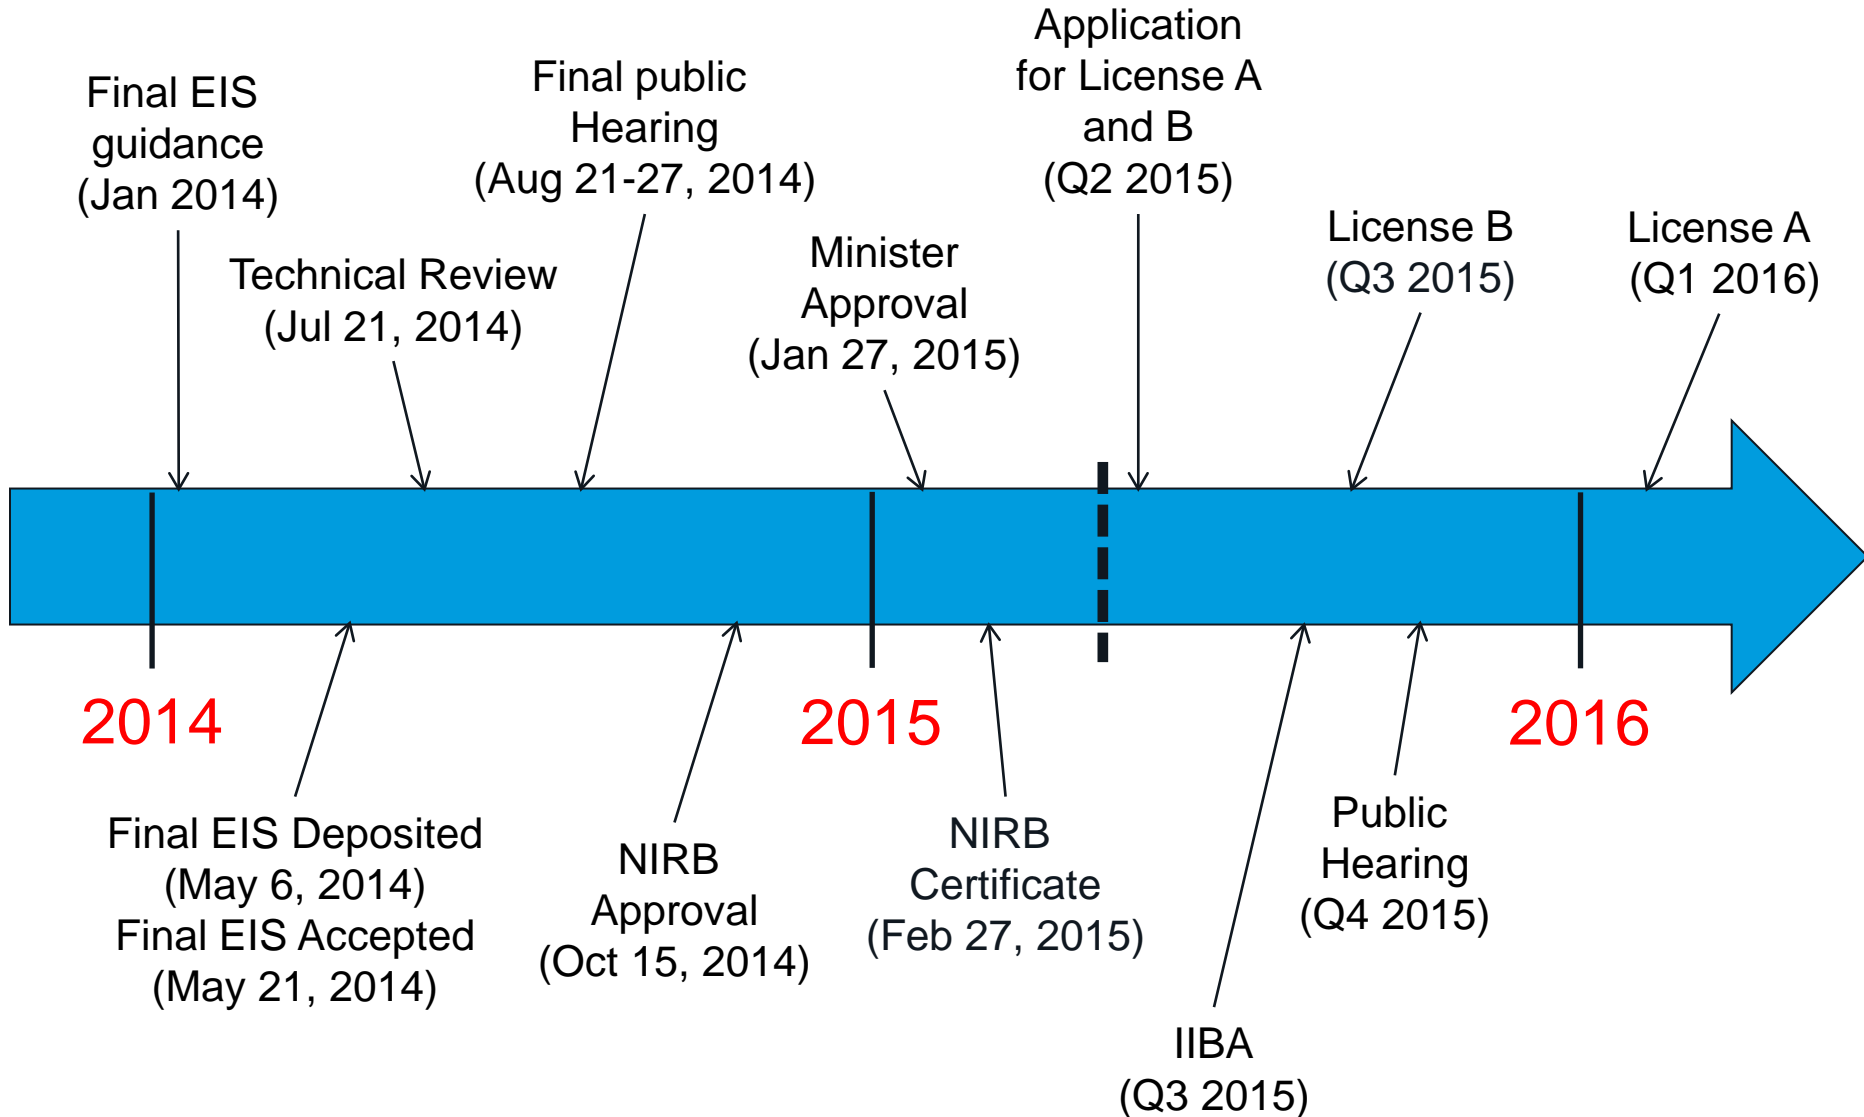 Final EIS
guidance
(Jan 2014)
Technical Review
(Jul 21, 2014)
Final public
Hearing
(Aug 21-27, 2014)
Minister
Approval
(Jan 27, 2015)
Application
for License A
and B
(Q2 2015)
License B
(Q3 2015)
License A
(Q1 2016)
2014
2015
2016
Final EIS Deposited
(May 6, 2014)
Final EIS Accepted
(May 21, 2014)
NIRB
Approval
(Oct 15, 2014)
NIRB
Certificate
(Feb 27, 2015)
IIBA
(Q3 2015)
Public
Hearing
(Q4 2015)